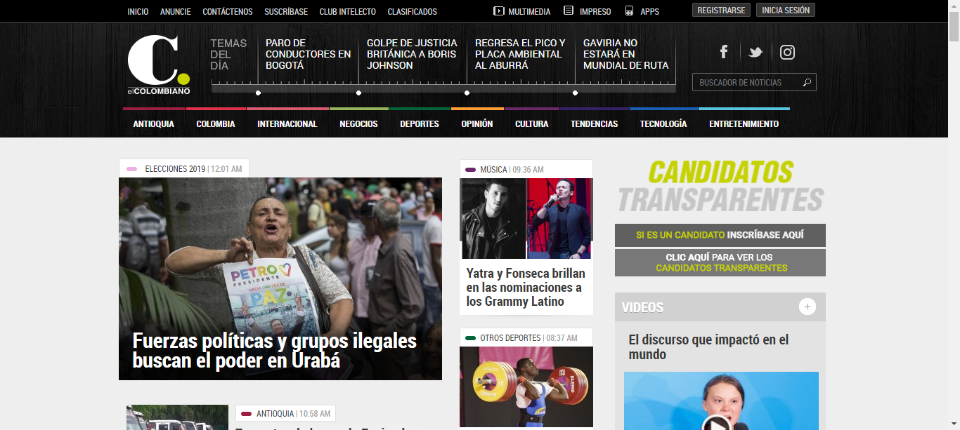 INICIO ANUNCIE CONTÁCTENOS SUSCRÍBASE CLUB INTELECTO CLASIFICADOS MULTIMEDIA IMPRESO APPS REGISTRARSE INICIA SESIÓN
C.
elCOLOMBIANO
TEMAS
DEL
DÍA
PARO DE
CONDUCTORES EN
BOGOTÁ
GOLPE DE JUSTICIA
BRITÁNICA A BORIS
JOHNSON
REGRESA EL PICO Y
PLACA AMBIENTAL
AL ABURRÁ
GAVIRIA NO
ESTARÁ EN
MUNDIAL DE RUTA
BUSCADOR DE NOTICIAS
ANTIOQUIA COLOMBIA INTERNACIONAL NEGOCIOS DEPORTES OPINIÓN CULTURA TENDENCIAS TECNOLOGÍA ENTRETENIMIENTO
ELECCIONES 2019 | 12:01 AM
PETRO
PRESIDENTE
PAZ
Fuerzas políticas y grupos ilegales
buscan el poder en Urabá
ANTIOQUIA | 10:58 AM
MÚSICA | 09:36 AM
Yatra y Fonseca brillan
en las nominaciones a
los Grammy Latino
OTROS DEPORTES | 08:37 AM
CANDIDATOS
TRANSPARENTES
SI ES UN CANDIDATO INSCRÍBASE AQUÍ
CLIC AQUÍ PARA VER LOS
CANDIDATOS TRANSPARENTES
VIDEOS
El discurso que impactó en el
mundo